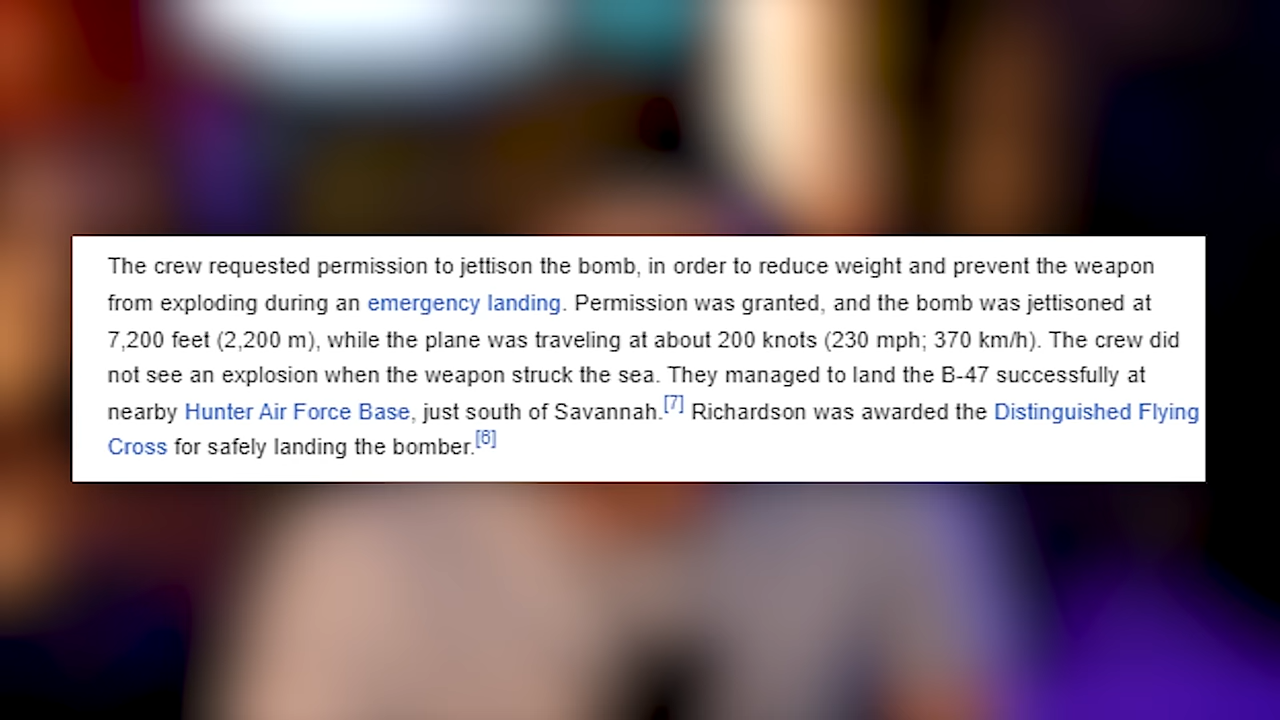 The crew requested permission to jettison the bomb, in order to reduce weight and prevent the weapon
from exploding during an emergency landing. Permission was granted, and the bomb was jettisoned at
7,200 feet (2,200 m), while the plane was traveling at about 200 knots (230 mph; 370 km/h). The crew did
not see an explosion when the weapon struck the sea. They managed to land the B-47 successfully at
nearby Hunter Air Force Base, just south of Savannah.[7] Richardson was awarded the Distinguished Flying
Cross for safely landing the bomber.[8]